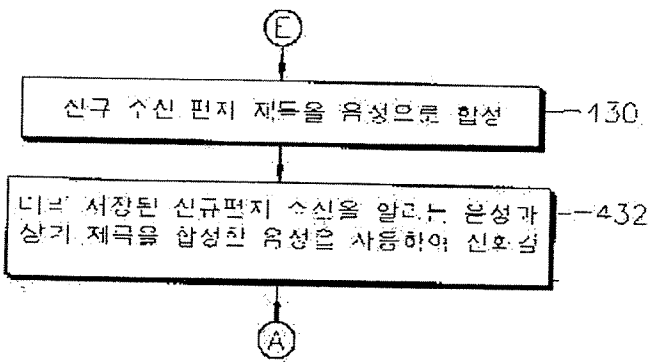 E
신규 수신 편지 제목을 음성으로 합성
430
미리 저장된 신규편지 수신을 알리는 음성과
432
상기 제목을 합성한 음성을 사용하여 신호
A